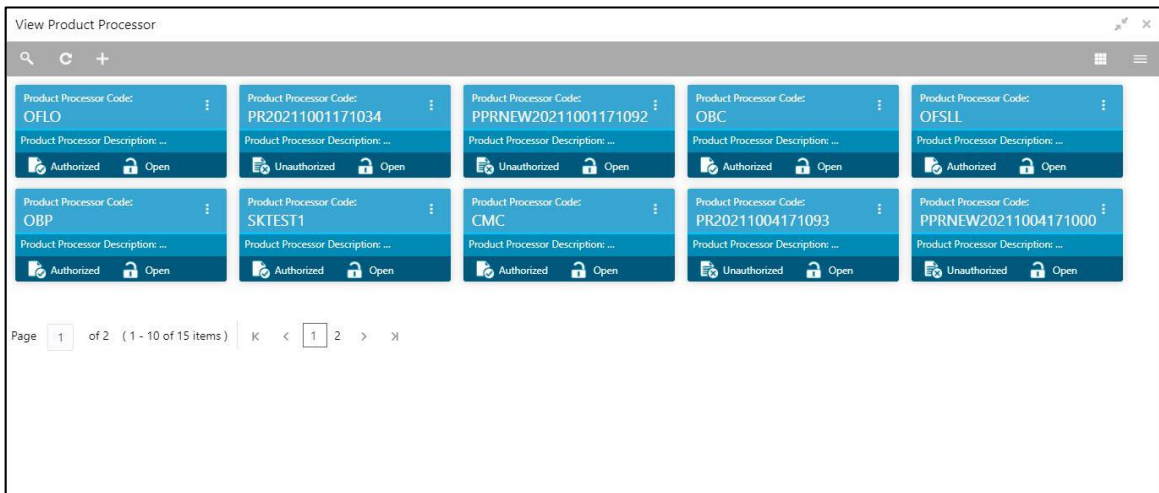 View Product Processor
Product Processor Code: Product Processor Code: Product Processor Code: Product Processor Code: Product Processor Code:
OFLO PR20211001171034 PPRNEW20211001171092 OBC OFSLL
Product Processor Description: ... Product Processor Description: ... Product Processor Description: ... Product Processor Description: ... Product Processor Description: ...
Authorized Open Unauthorized Open Unauthorized Open Authorized Open Authorized Open
Product Processor Code: Product Processor Code: Product Processor Code: Product Processor Code: Product Processor Code:
OBP SKTEST1 CMC PR20211004171093 PPRNEW20211004171000
Product Processor Description: ... Product Processor Description: ... Product Processor Description: ... Product Processor Description: ... Product Processor Description: ...
Authorized Open Authorized Open Authorized Open Unauthorized Open Unauthorized Open
Page 1 of 2 ( 1 - 10 of 15 items ) 1 2